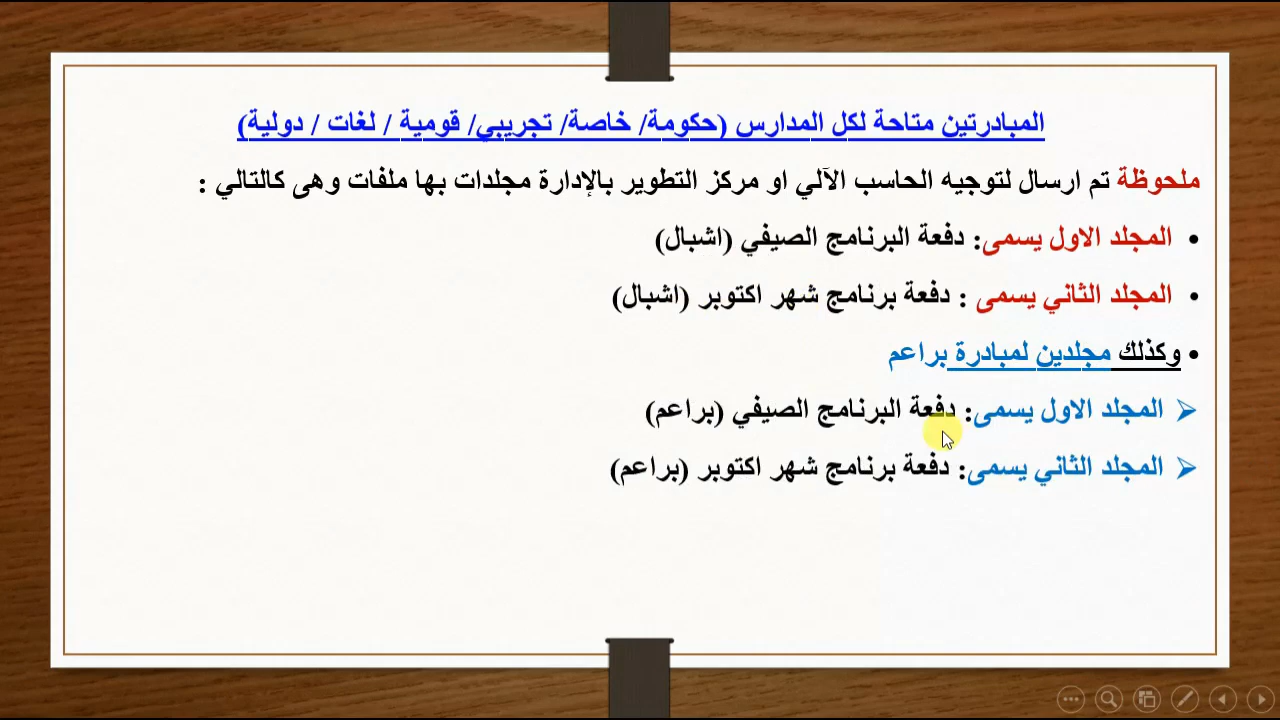 المبادرتين متاحة لكل المدارس (حكومة/ خاصة/ تجريبي/ قومية / لغات / دولية)
ملحوظة تم ارسال لتوجيه الحاسب الآلي او مركز التطوير بالإدارة مجلدات بها ملفات وهى كالتالي :
• المجلد الاول يسمى: دفعة البرنامج الصيفي (اشبال)
• المجلد الثاني يسمى : دفعة برنامج شهر اكتوبر (اشبال)
• وكذلك مجلدين لمبادرة براعم
➢ المجلد الاول يسمى: دفعة البرنامج الصيفي (براعم)
➢ المجلد الثاني يسمى: دفعة برنامج شهر اكتوبر (براعم)